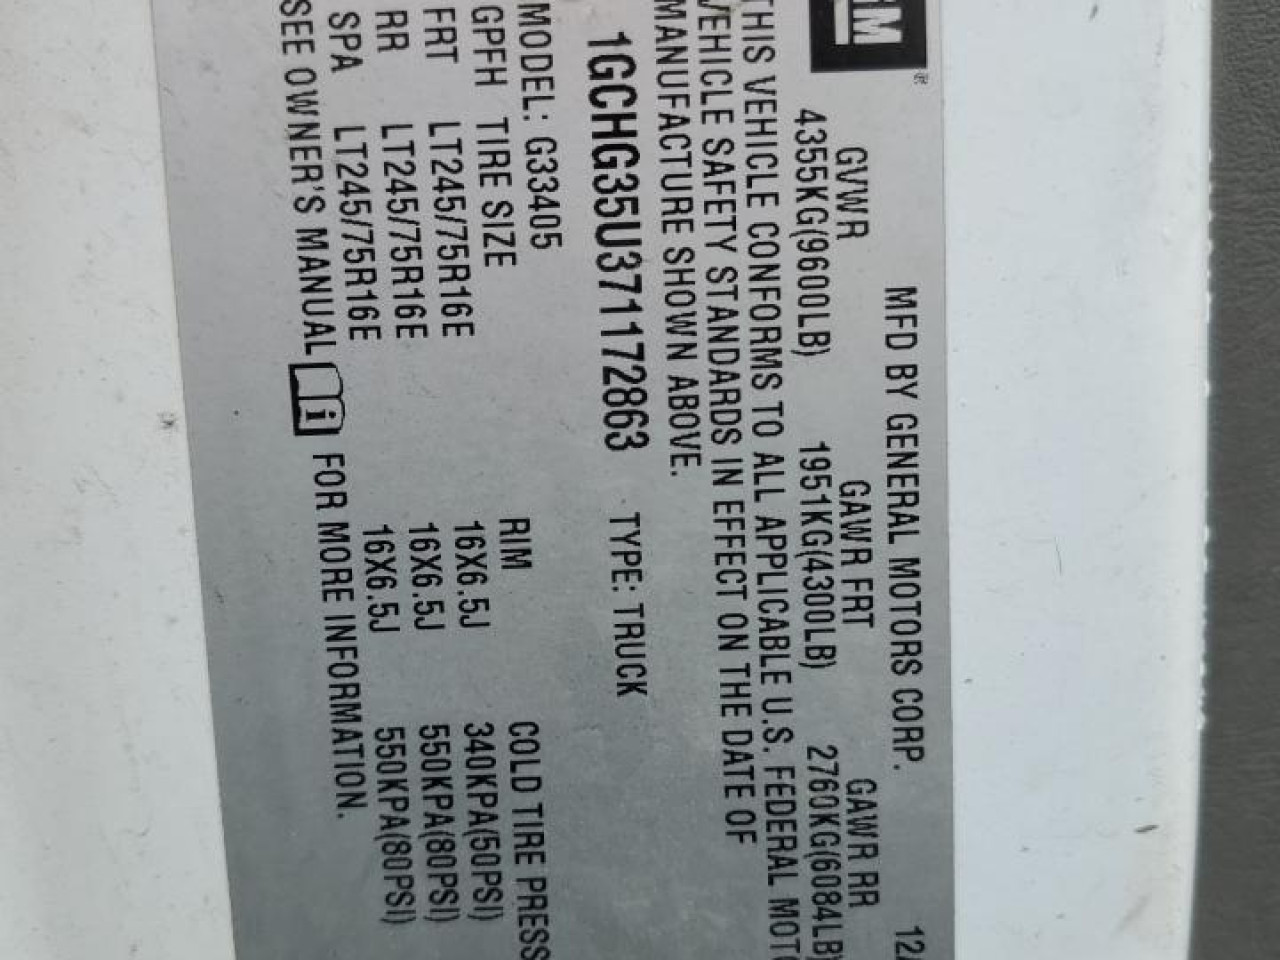 GM ®
MFD BY GENERAL MOTORS CORP. 12/
GVWR GAWR FRT GAWR RR
4355KG(9600LB) 1951KG(4300LB) 2760KG(6084LB)
THIS VEHICLE CONFORMS TO ALL APPLICABLE U.S. FEDERAL MOT
VEHICLE SAFETY STANDARDS IN EFFECT ON THE DATE OF
MANUFACTURE SHOWN ABOVE.
1GCHG35U371172863 TYPE: TRUCK
MODEL: G33405
GPFH TIRE SIZE RIM COLD TIRE PRESS
FRT LT245/75R16E 16X6.5J 340KPA(50PSI)
RR LT245/75R16E 16X6.5J 550KPA(80PSI)
SPA LT245/75R16E 16X6.5J 550KPA(80PSI)
SEE OWNER'S MANUAL i FOR MORE INFORMATION.